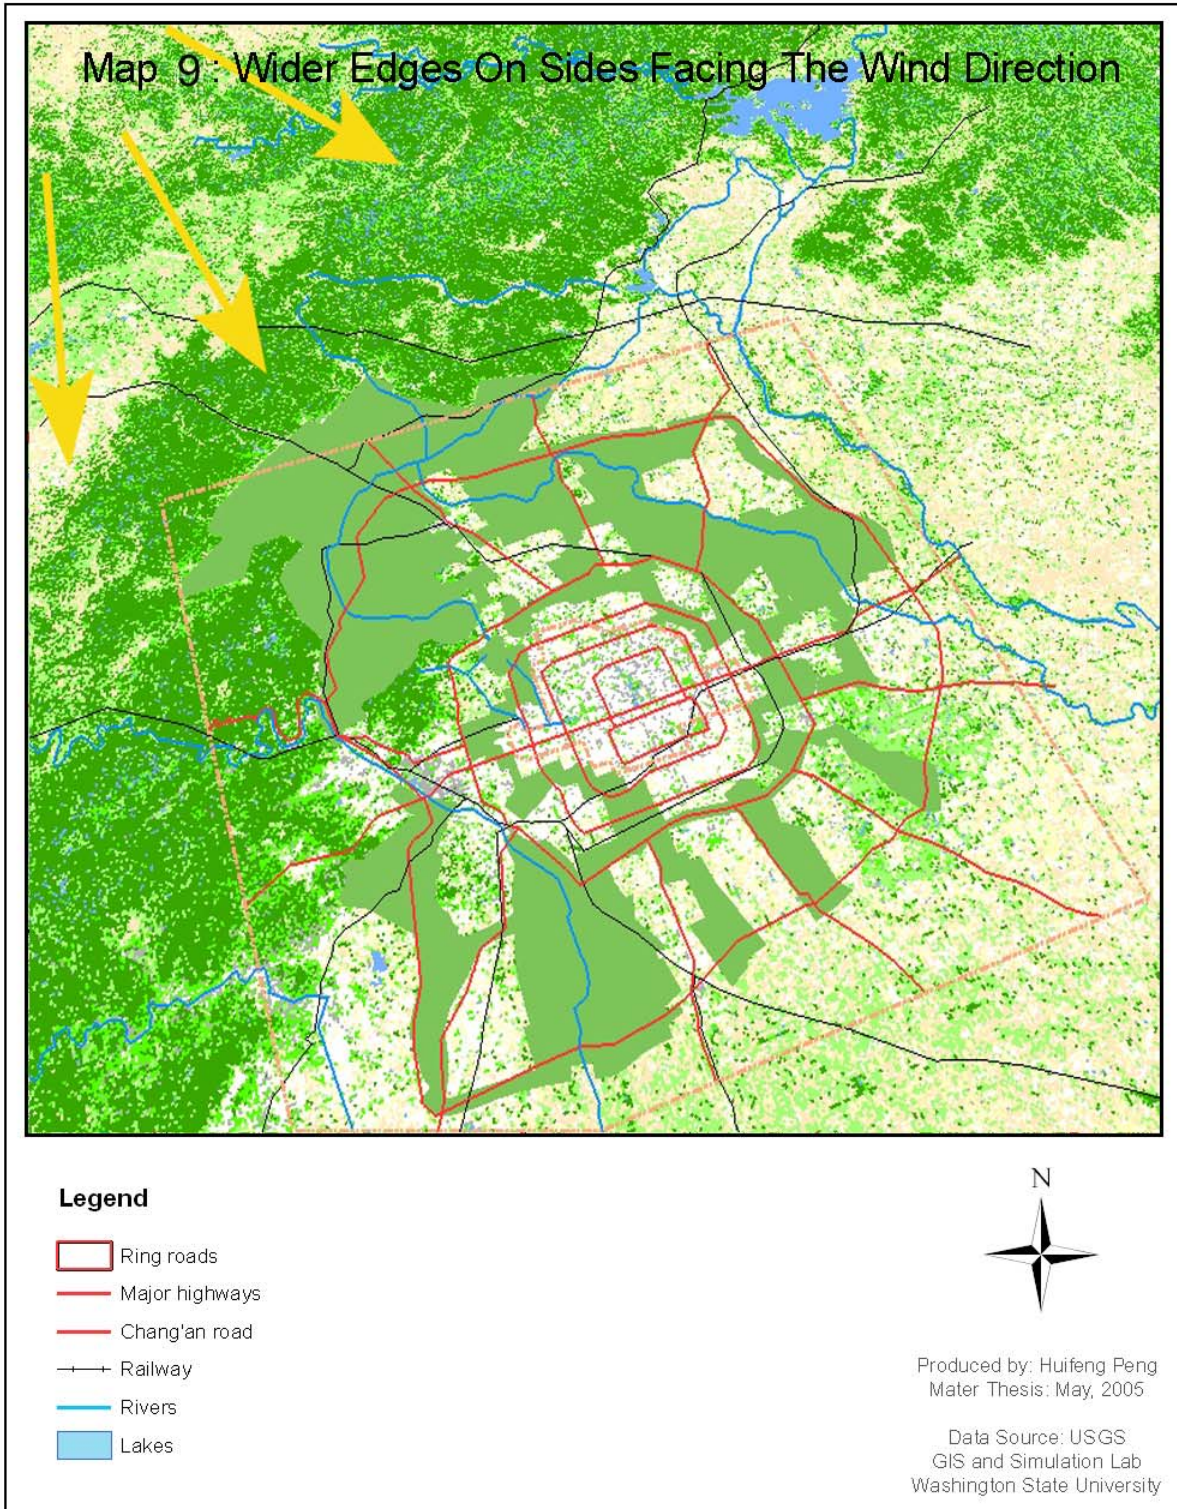 Map 9 : Wider Edges On Sides Facing The Wind Direction
Legend
Ring roads
Major highways
Chang'an road
Railway
Rivers
Lakes
N
Produced by: Huifeng Peng
Mater Thesis: May, 2005
Data Source: USGS
GIS and Simulation Lab
Washington State University